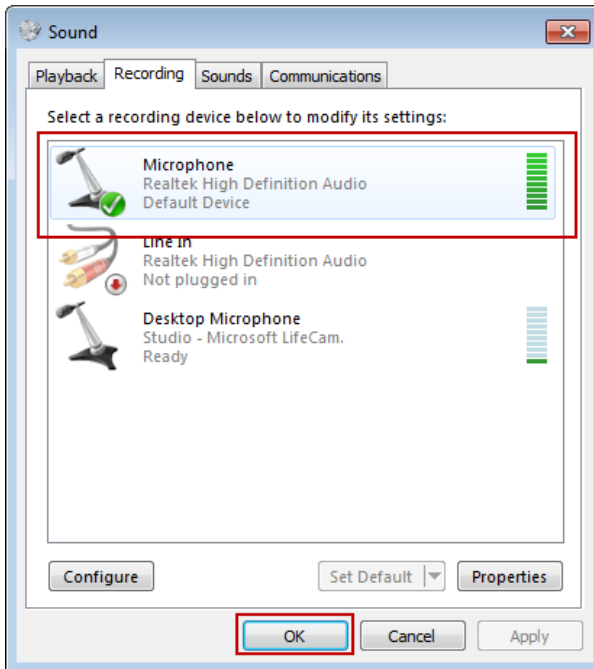 Sound
Playback Recording Sounds Communications
Select a recording device below to modify its settings:
Microphone
Realtek High Definition Audio
Default Device
Line In
Realtek High Definition Audio
Not plugged in
Desktop Microphone
Studio - Microsoft LifeCam.
Ready
Configure Set Default Properties
OK Cancel Apply